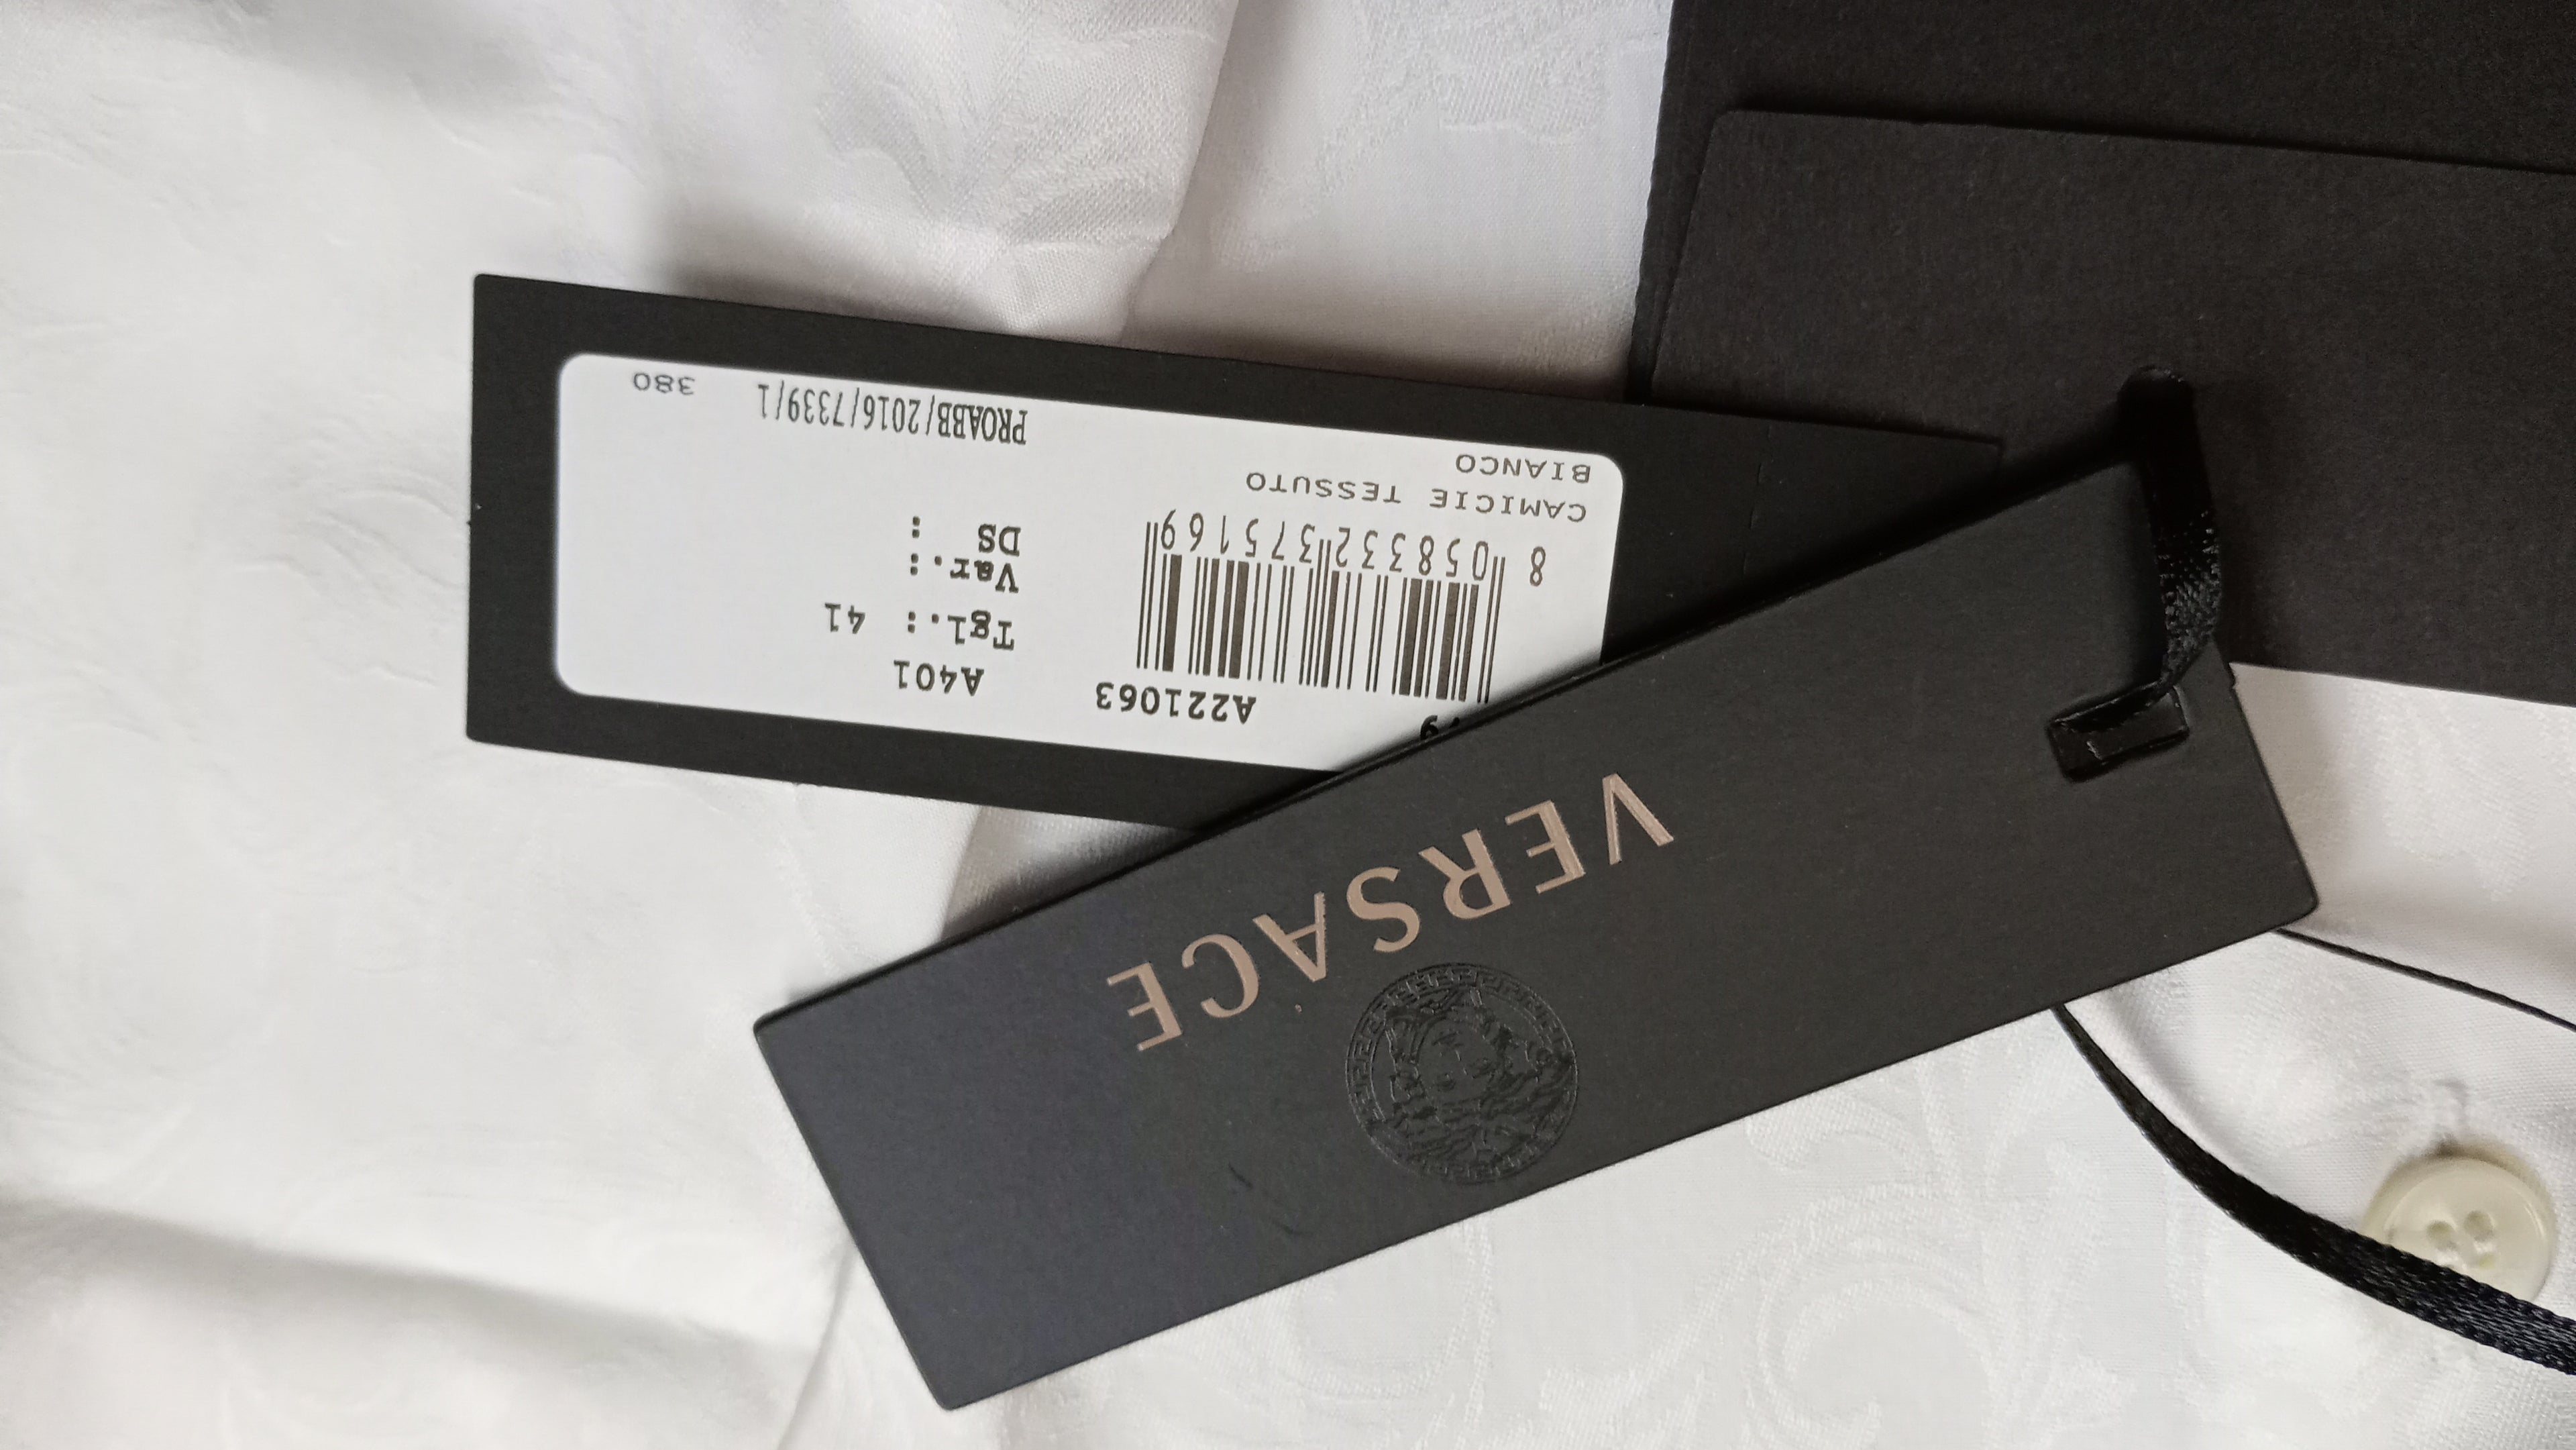 A221063
A401
Tgl.: 41
Var.:
DS :
8 058332 375169
CAMICIE TESSUTO
BIANCO
PROABB/2016/7339/1
380
VERSACE